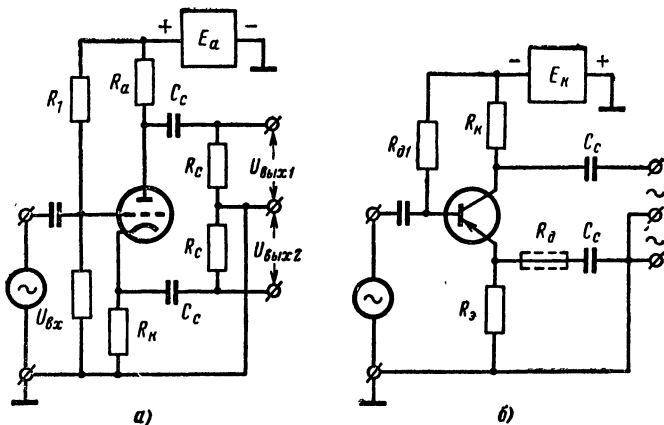 +
-
Eа
Rа
R1
Cс
Rс
Uвых1
Rс
Uвых2
Cс
Uвх
Rк
а)
-
+
Eк
Rк
Rд1
Cс
~
~
Rд
Cс
Rэ
~
б)
~